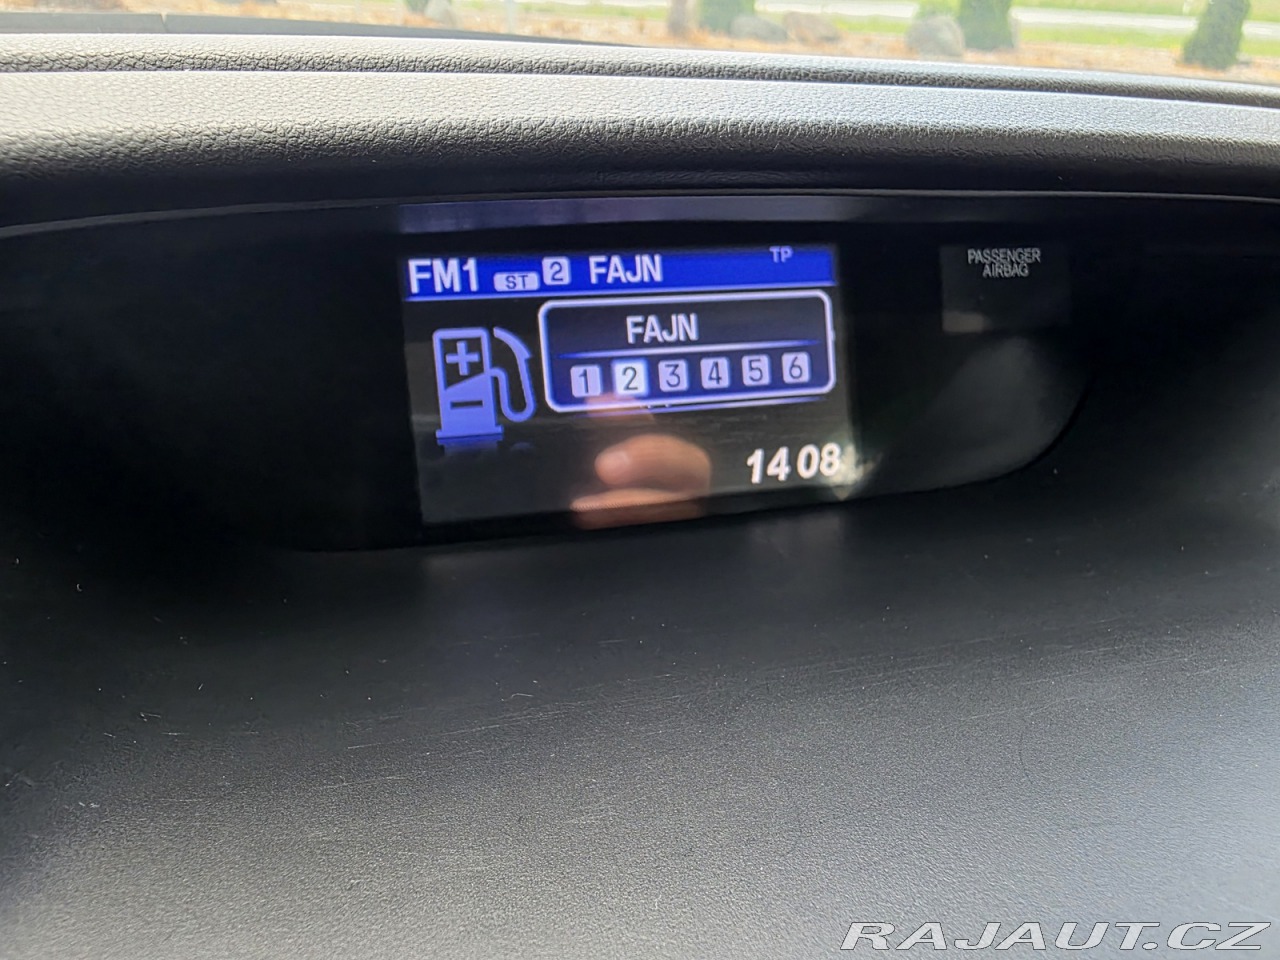 FM1 ST 2 FAJN TP
FAJN
1 2 3 4 5 6
14 08
PASSENGER
AIRBAG
RAJAUT.CZ